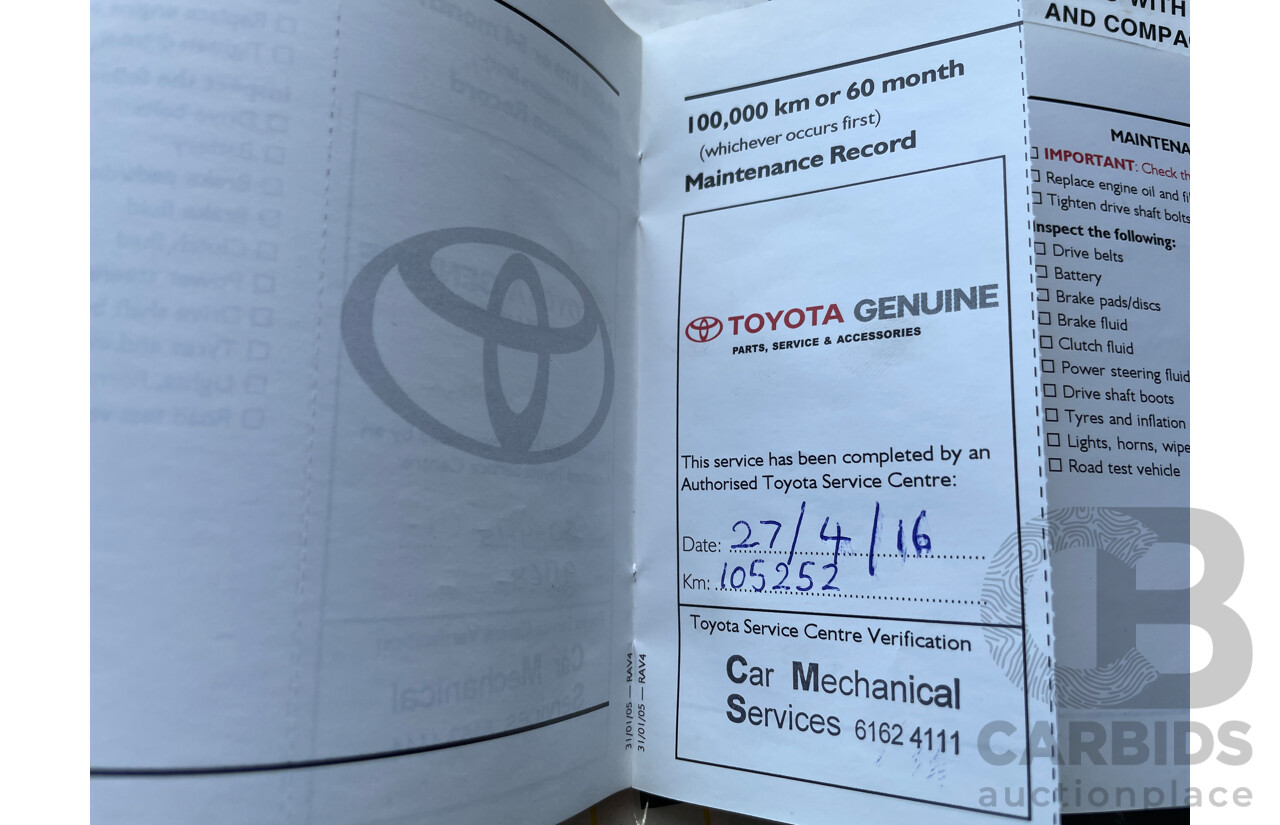 100,000 km or 60 month
(whichever occurs first)
Maintenance Record
TOYOTA GENUINE
PARTS, SERVICE & ACCESSORIES
This service has been completed by an
Authorised Toyota Service Centre:
Date: 27/4/16
Km: 105252
Toyota Service Centre Verification
Car Mechanical
Services 6162 4111
31/01/05 — RAV4
31/01/05 — RAV4
WITH
AND
MAINTENA
IMPORTANT: Check
Replace engine oil and
Tighten drive shaft bolts
Inspect the following:
Drive belts
Battery
Brake pads/discs
Brake fluid
Clutch fluid
Power steering fluid
Drive shaft boots
Tyres and inflation
Lights, horns, wipe
Road test vehicle
CARBIDS
auctionplace